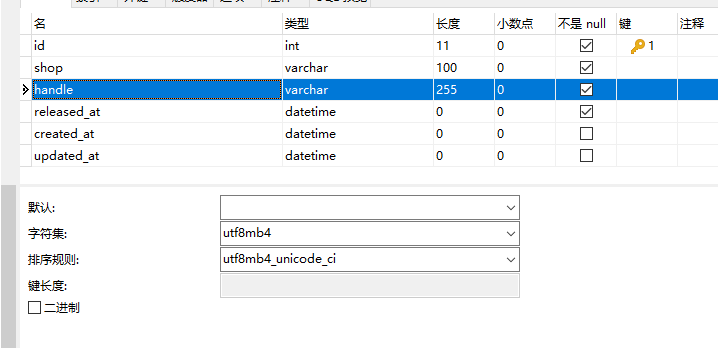 名 类型 长度 小数点 不是 null 键 注释
id int 11 0 1
shop varchar 100 0
handle varchar 255 0
released_at datetime 0 0
created_at datetime 0 0
updated_at datetime 0 0
默认:
字符集: utf8mb4
排序规则: utf8mb4_unicode_ci
键长度:
二进制